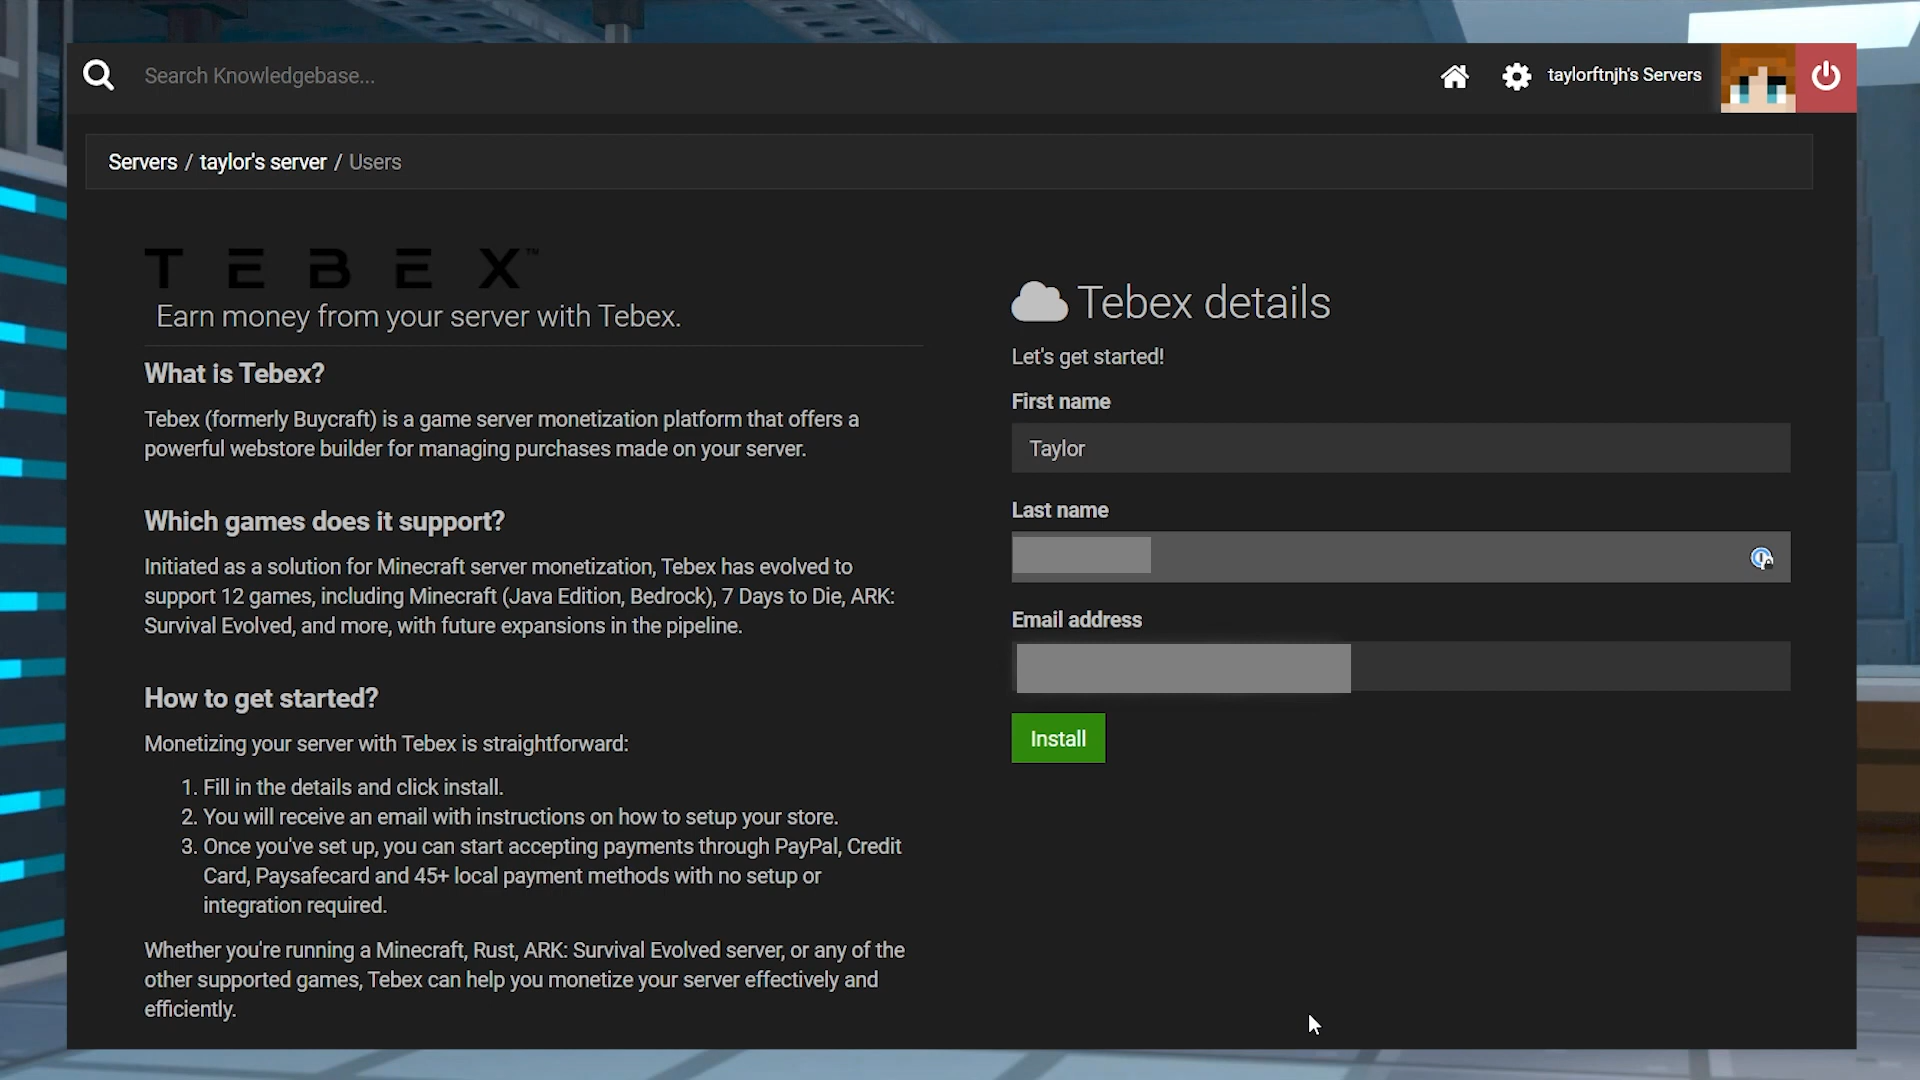 Search Knowledgebase...
taylorftnjh's Servers
Servers / taylor's server / Users
TEBEX™
Earn money from your server with Tebex.
What is Tebex?
Tebex (formerly Buycraft) is a game server monetization platform that offers a
powerful webstore builder for managing purchases made on your server.
Which games does it support?
Initiated as a solution for Minecraft server monetization, Tebex has evolved to
support 12 games, including Minecraft (Java Edition, Bedrock), 7 Days to Die, ARK:
Survival Evolved, and more, with future expansions in the pipeline.
How to get started?
Monetizing your server with Tebex is straightforward:
1. Fill in the details and click install.
2. You will receive an email with instructions on how to setup your store.
3. Once you've set up, you can start accepting payments through PayPal, Credit
Card, Paysafecard and 45+ local payment methods with no setup or
integration required.
Whether you're running a Minecraft, Rust, ARK: Survival Evolved server, or any of the
other supported games, Tebex can help you monetize your server effectively and
efficiently.
Tebex details
Let's get started!
First name
Taylor
Last name
Email address
Install